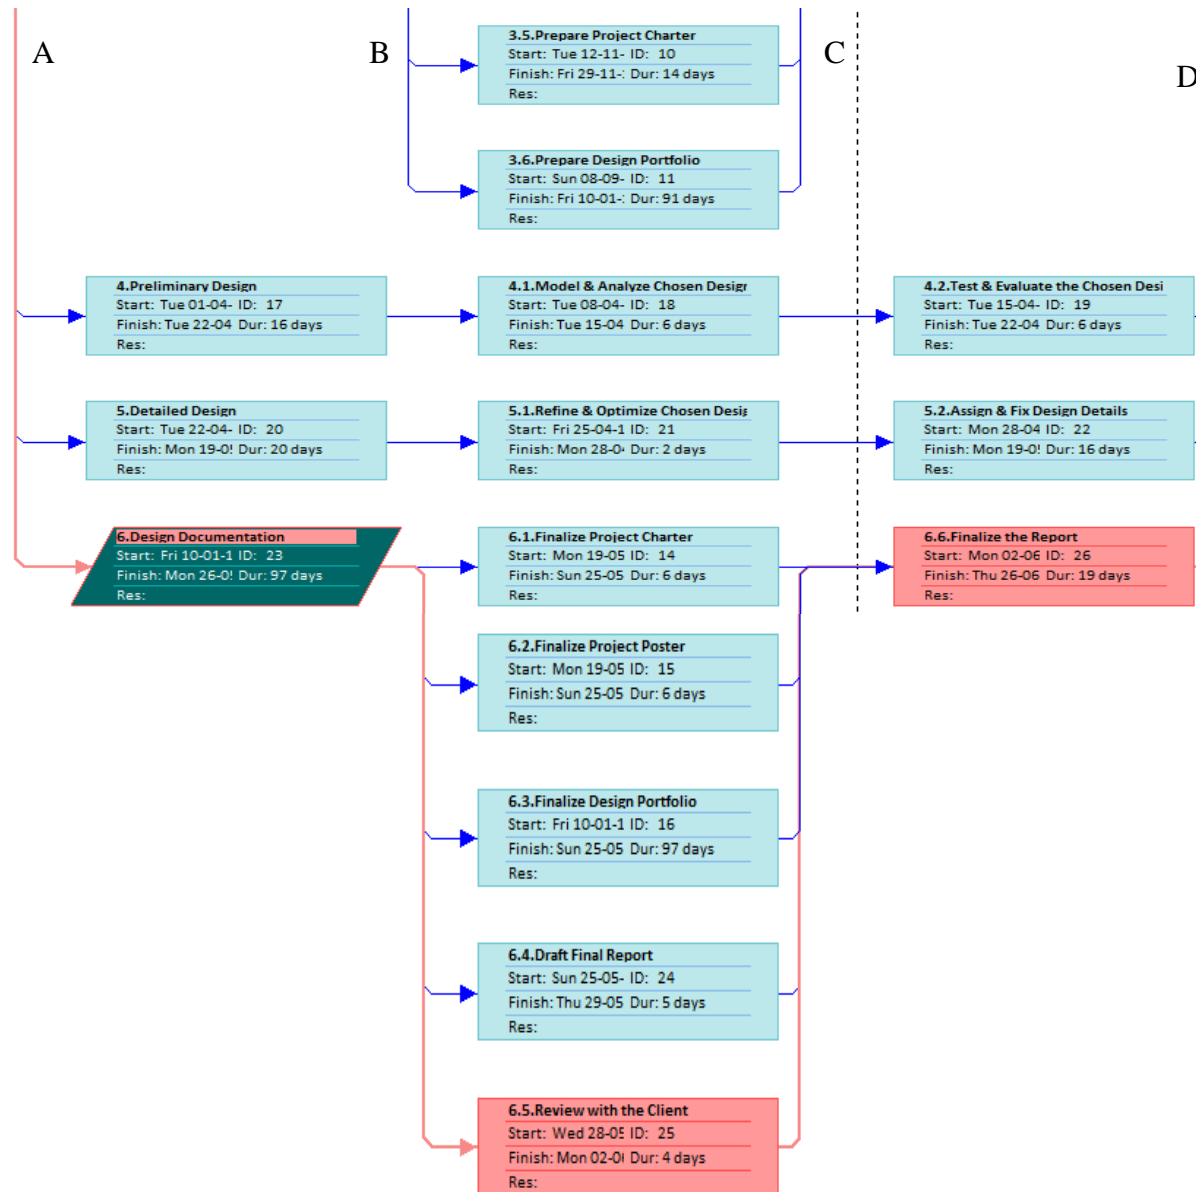 A
B
C
D
3.5.Prepare Project Charter
Start: Tue 12-11- ID: 10
Finish: Fri 29-11-: Dur: 14 days
Res:
3.6.Prepare Design Portfolio
Start: Sun 08-09- ID: 11
Finish: Fri 10-01-: Dur: 91 days
Res:
4.Preliminary Design
Start: Tue 01-04- ID: 17
Finish: Tue 22-04 Dur: 16 days
Res:
4.1.Model & Analyze Chosen Design
Start: Tue 08-04- ID: 18
Finish: Tue 15-04 Dur: 6 days
Res:
4.2.Test & Evaluate the Chosen Desi
Start: Tue 15-04- ID: 19
Finish: Tue 22-04 Dur: 6 days
Res:
5.Detailed Design
Start: Tue 22-04- ID: 20
Finish: Mon 19-0 Dur: 20 days
Res:
5.1.Refine & Optimize Chosen Desig
Start: Fri 25-04-1 ID: 21
Finish: Mon 28-0 Dur: 2 days
Res:
5.2.Assign & Fix Design Details
Start: Mon 28-04 ID: 22
Finish: Mon 19-0 Dur: 16 days
Res:
6.Design Documentation
Start: Fri 10-01-1 ID: 23
Finish: Mon 26-0 Dur: 97 days
Res:
6.1.Finalize Project Charter
Start: Mon 19-05 ID: 14
Finish: Sun 25-05 Dur: 6 days
Res:
6.6.Finalize the Report
Start: Mon 02-06 ID: 26
Finish: Thu 26-06 Dur: 19 days
Res:
6.2.Finalize Project Poster
Start: Mon 19-05 ID: 15
Finish: Sun 25-05 Dur: 6 days
Res:
6.3.Finalize Design Portfolio
Start: Fri 10-01-1 ID: 16
Finish: Sun 25-05 Dur: 97 days
Res:
6.4.Draft Final Report
Start: Sun 25-05- ID: 24
Finish: Thu 29-05 Dur: 5 days
Res:
6.5.Review with the Client
Start: Wed 28-05 ID: 25
Finish: Mon 02-0 Dur: 4 days
Res: